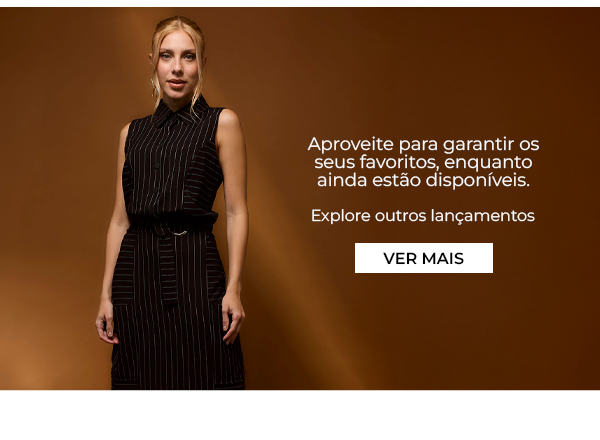 Aproveite para garantir os
seus favoritos, enquanto
ainda estão disponíveis.
Explore outros lançamentos
VER MAIS